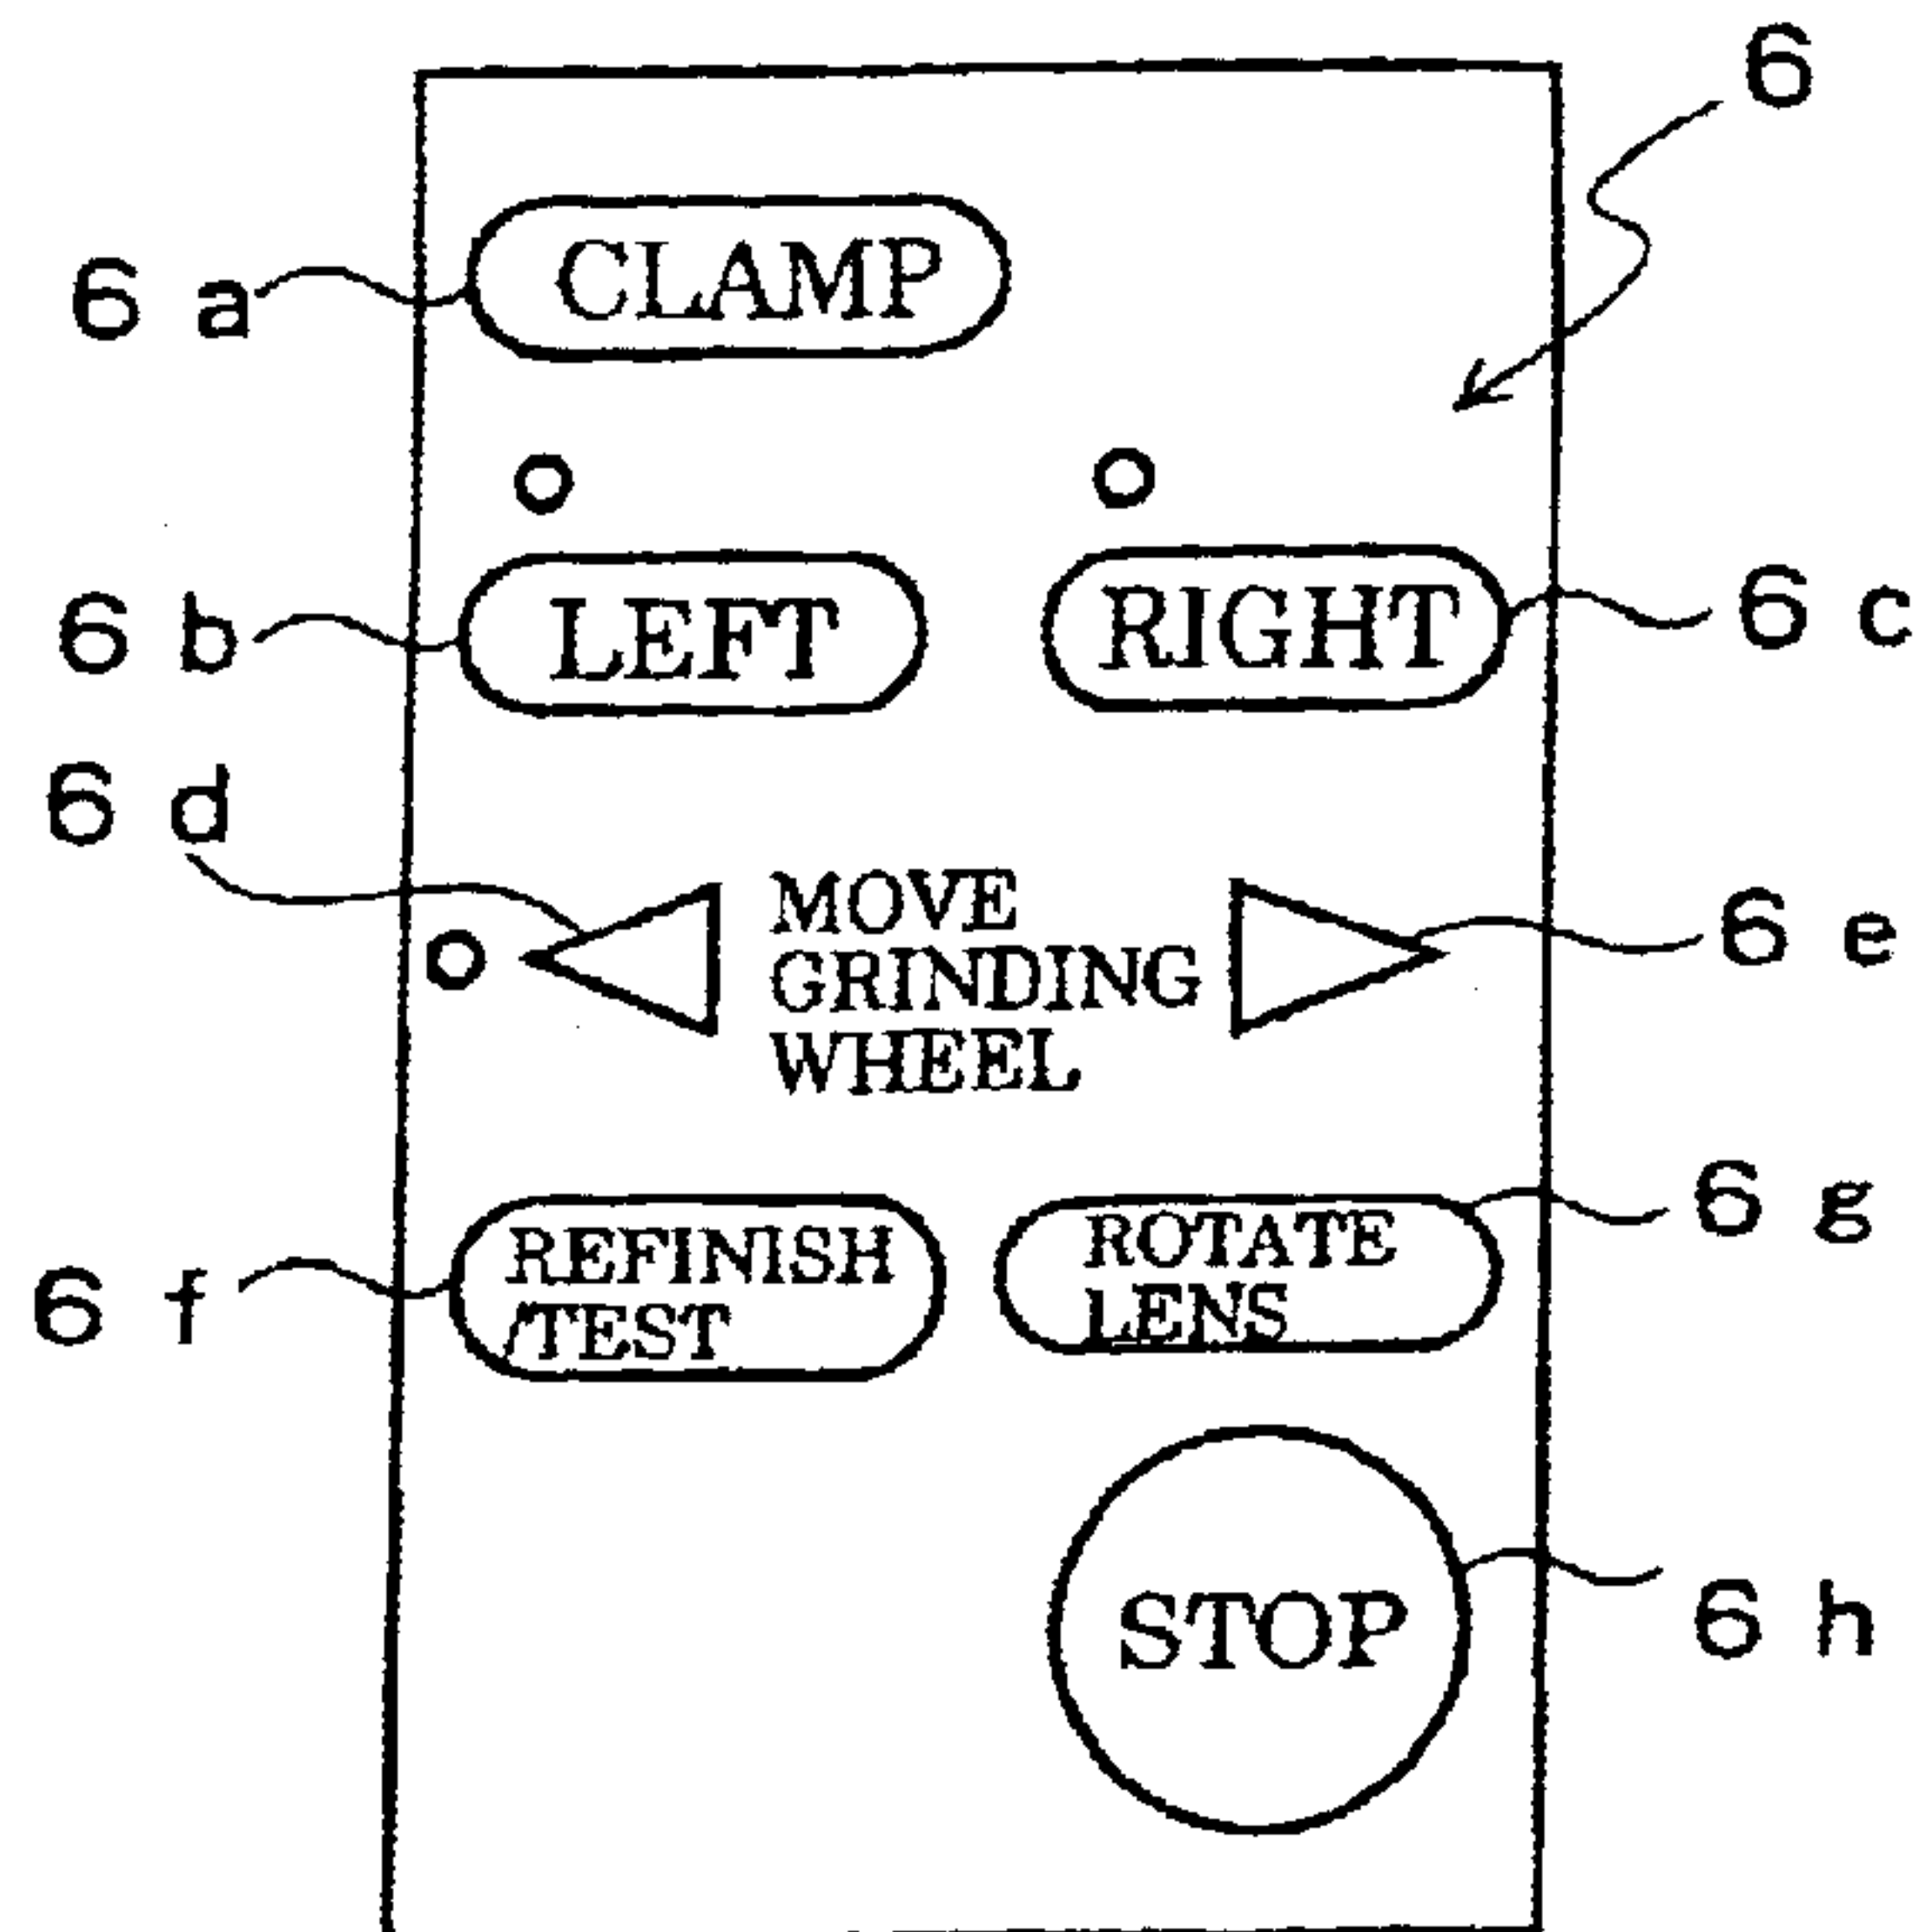 6
CLAMP
6 a
LEFT
RIGHT
6 b
6 c
6 d
MOVE
GRINDING
WHEEL
6 e
REFINISH
/TEST
ROTATE
LENS
6 g
6 f
STOP
6 h